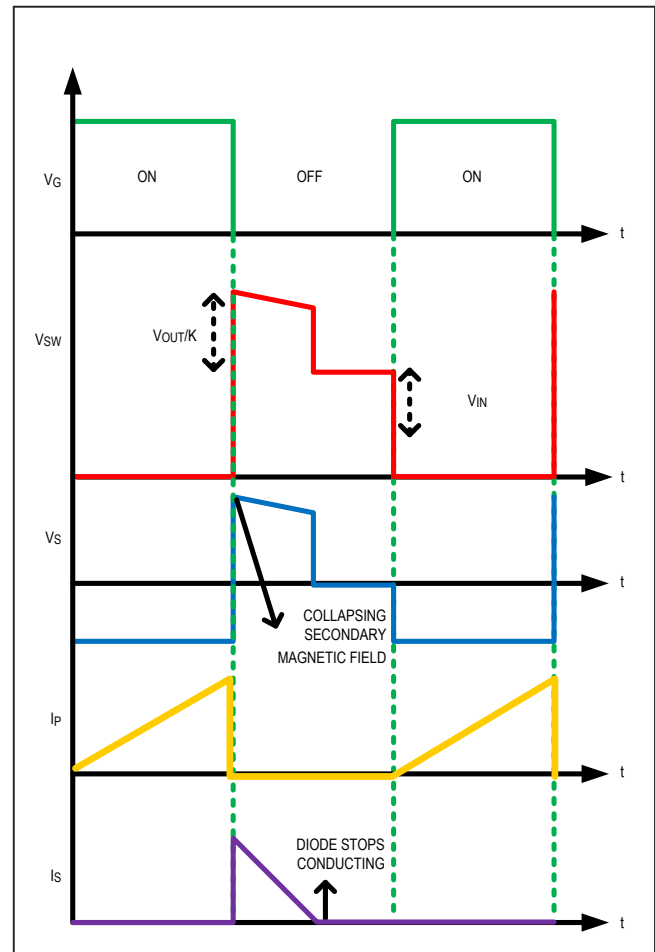 VG
ON
OFF
ON
t
VSW
VOUT/K
VIN
t
VS
t
COLLAPSING
SECONDARY
MAGNETIC FIELD
IP
t
DIODE STOPS
CONDUCTING
IS
t